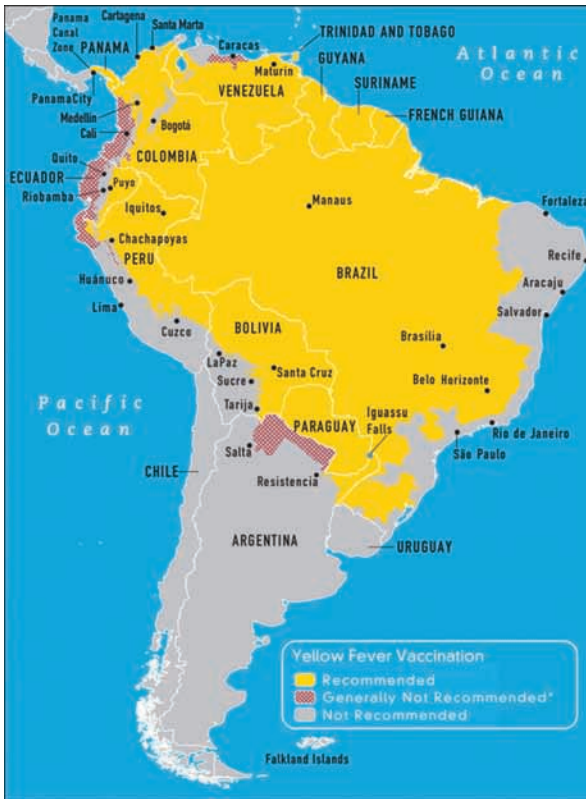 Panama
Canal
Zone
PANAMA
Cartagena
Santa Marta
Caracas
TRINIDAD AND TOBAGO
Atlantic
Ocean
GUYANA
Maturin
SURINAME
PanamaCity
VENEZUELA
FRENCH GUIANA
Medellin
Bogotá
Cali
COLOMBIA
Quito
ECUADOR
Puyo
Riobamba
Iquitos
Manaus
Fortaleza
Chachapoyas
PERU
Recife
BRAZIL
Huánuco
Aracaju
Lima
Salvador
Cuzco
BOLIVIA
Brasília
LaPaz
Santa Cruz
Sucre
Belo Horizonte
Pacific
Ocean
Tarija
PARAGUAY
Iguassu
Falls
Rio de Janeiro
São Paulo
Salta
CHILE
Resistencia
ARGENTINA
URUGUAY
Yellow Fever Vaccination
Recommended
Generally Not Recommended*
Not Recommended
Falkland Islands